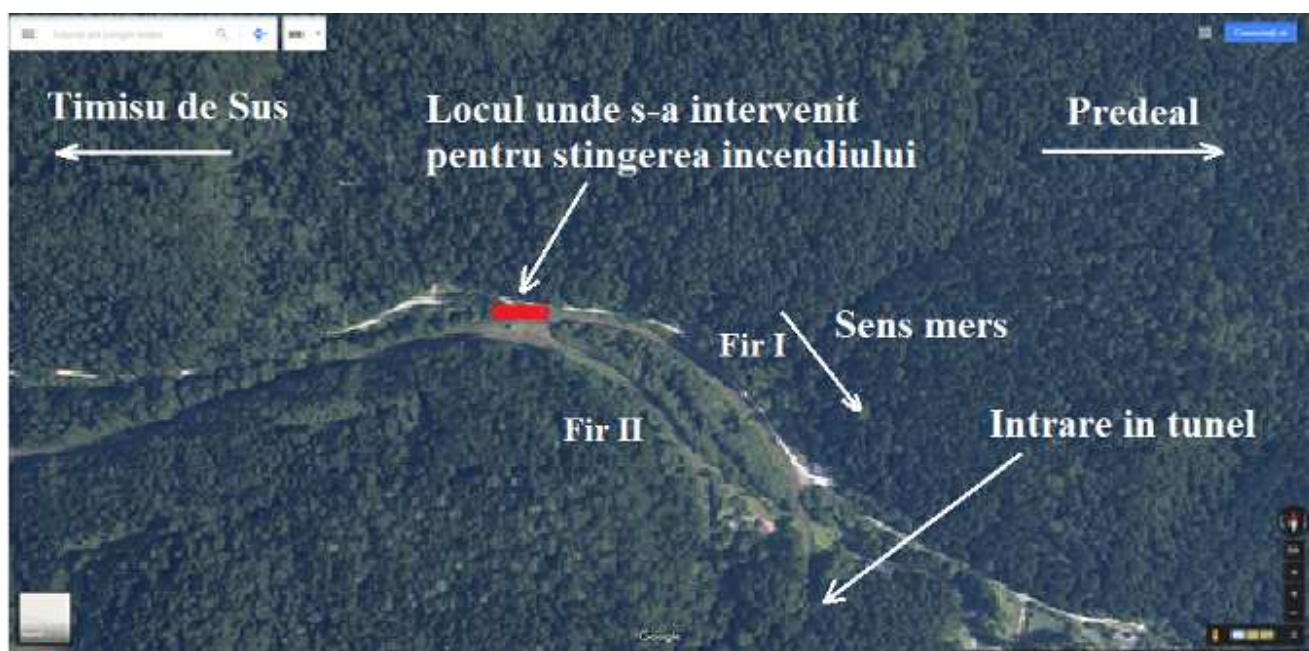 Timisu de Sus
Locul unde s-a intervenit
pentru stingerea incendiului
Predeal
Fir I
Sens mers
Fir II
Intrare in tunel
Google